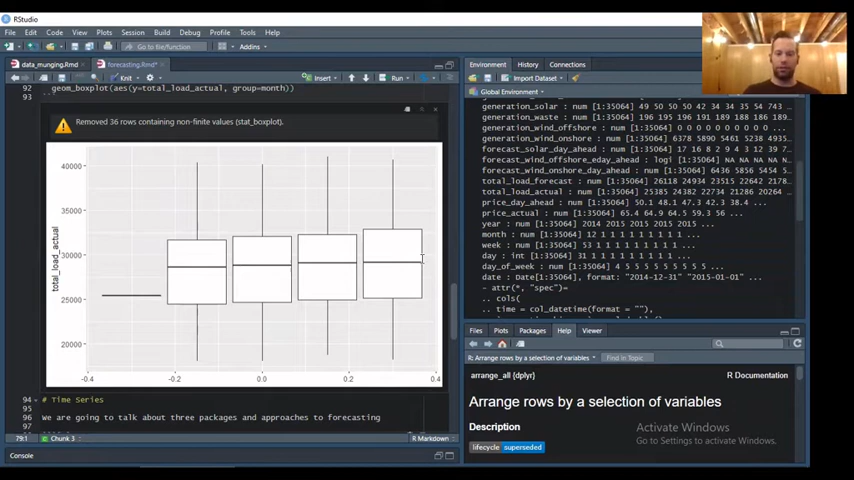 RStudio
File Edit Code View Plots Session Build Debug Profile Tools Help
Go to file/function Addins
data_munging.Rmd forecasting.Rmd*
Knit Insert Run
92 geom_boxplot(aes(y=total_load_actual, group=month))
93 ```
Removed 36 rows containing non-finite values (stat_boxplot).
total_load_actual
40000
35000
30000
25000
20000
-0.4 -0.2 0.0 0.2 0.4
94 # Time Series
95
96 We are going to talk about three packages and approaches to forecasting
79:1 Chunk 3 R Markdown
Console
Environment History Connections
Import Dataset
Global Environment
generation_solar : num [1:35064] 49 50 50 42 34 34 35 54 743 ...
generation_waste : num [1:35064] 196 195 196 191 189 188 186 189 ...
generation_wind_offshore : num [1:35064] 0 0 0 0 0 0 0 0 0 0 ...
generation_wind_onshore : num [1:35064] 6378 5890 5461 5238 4935...
forecast_solar_day_ahead : num [1:35064] 17 16 8 2 9 4 3 12 39 7...
forecast_wind_offshore_eday_ahead : logi [1:35064] NA NA NA NA NA ...
forecast_wind_onshore_day_ahead : num [1:35064] 6436 5856 5454 5...
total_load_forecast : num [1:35064] 26118 24934 23515 22642 2178...
total_load_actual : num [1:35064] 25385 24382 22734 21286 20264 ...
price_day_ahead : num [1:35064] 50.1 48.1 47.3 42.3 38.4 ...
price_actual : num [1:35064] 65.4 64.9 64.5 59.3 56 ...
year : num [1:35064] 2014 2015 2015 2015 2015 ...
month : num [1:35064] 12 1 1 1 1 1 1 1 1 1 ...
week : num [1:35064] 53 1 1 1 1 1 1 1 1 1 ...
day : int [1:35064] 31 1 1 1 1 1 1 1 1 1 ...
day_of_week : num [1:35064] 4 5 5 5 5 5 5 5 5 5 ...
date : Date[1:35064], format: "2014-12-31" "2015-01-01" ...
- attr(*, "spec")=
.. cols(
.. time = col_datetime(format = ""),
Files Plots Packages Help Viewer
R: Arrange rows by a selection of variables Find in Topic
arrange_all {dplyr} R Documentation
Arrange rows by a selection of variables
Description
lifecycle superseded
Activate Windows
Go to Settings to activate Windows.